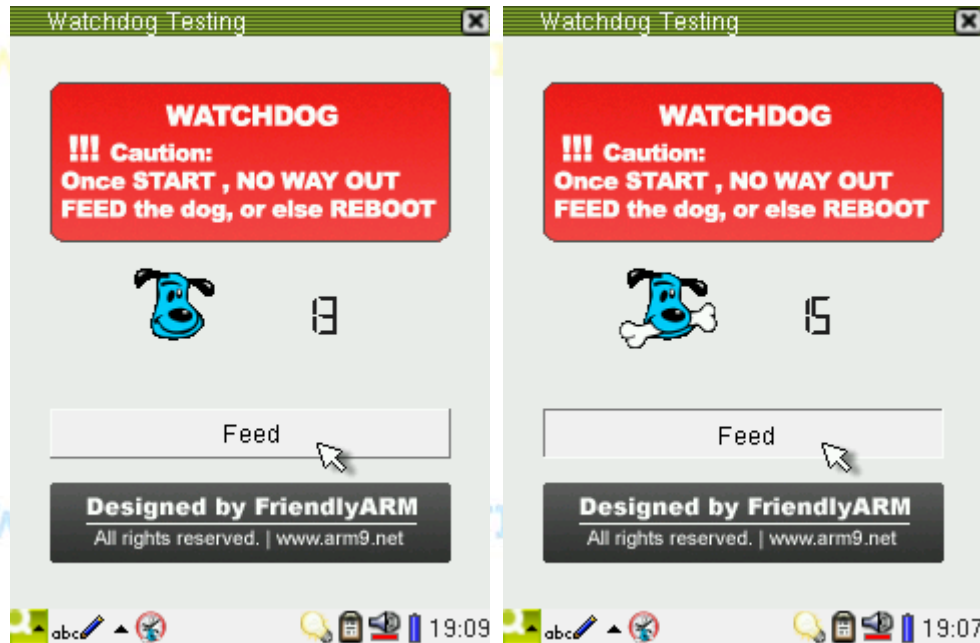 Watchdog Testing
WATCHDOG
!!! Caution:
Once START , NO WAY OUT
FEED the dog, or else REBOOT
13
Feed
Designed by FriendlyARM
All rights reserved. | www.arm9.net
abc
19:09
Watchdog Testing
WATCHDOG
!!! Caution:
Once START , NO WAY OUT
FEED the dog, or else REBOOT
15
Feed
Designed by FriendlyARM
All rights reserved. | www.arm9.net
abc
19:07